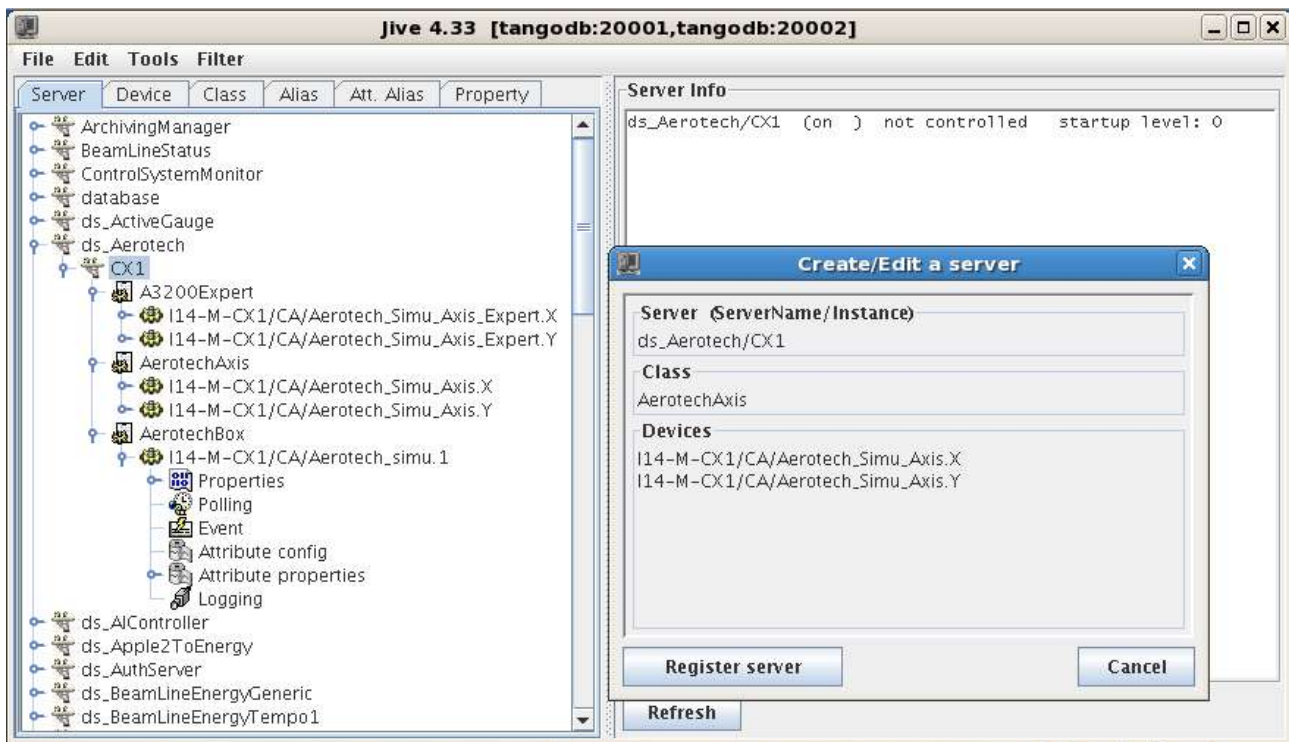 Jive 4.33 [tangodb:20001,tangodb:20002]
File Edit Tools Filter
Server Device Class Alias Att. Alias Property
ArchivingManager
BeamLineStatus
ControlSystemMonitor
database
ds_ActiveGauge
ds_Aerotech
CX1
A3200Expert
I14-M-CX1/CA/Aerotech_Simu_Axis_Expert.X
I14-M-CX1/CA/Aerotech_Simu_Axis_Expert.Y
AerotechAxis
I14-M-CX1/CA/Aerotech_Simu_Axis.X
I14-M-CX1/CA/Aerotech_Simu_Axis.Y
AerotechBox
I14-M-CX1/CA/Aerotech_simu.1
Properties
Polling
Event
Attribute config
Attribute properties
Logging
ds_AIController
ds_Apple2ToEnergy
ds_AuthServer
ds_BeamLineEnergyGeneric
ds_BeamLineEnergyTempo1
Server Info
ds_Aerotech/CX1 (on ) not controlled startup level: 0
Create/Edit a server
Server (ServerName/Instance)
ds_Aerotech/CX1
Class
AerotechAxis
Devices
I14-M-CX1/CA/Aerotech_Simu_Axis.X
I14-M-CX1/CA/Aerotech_Simu_Axis.Y
Register server Cancel
Refresh